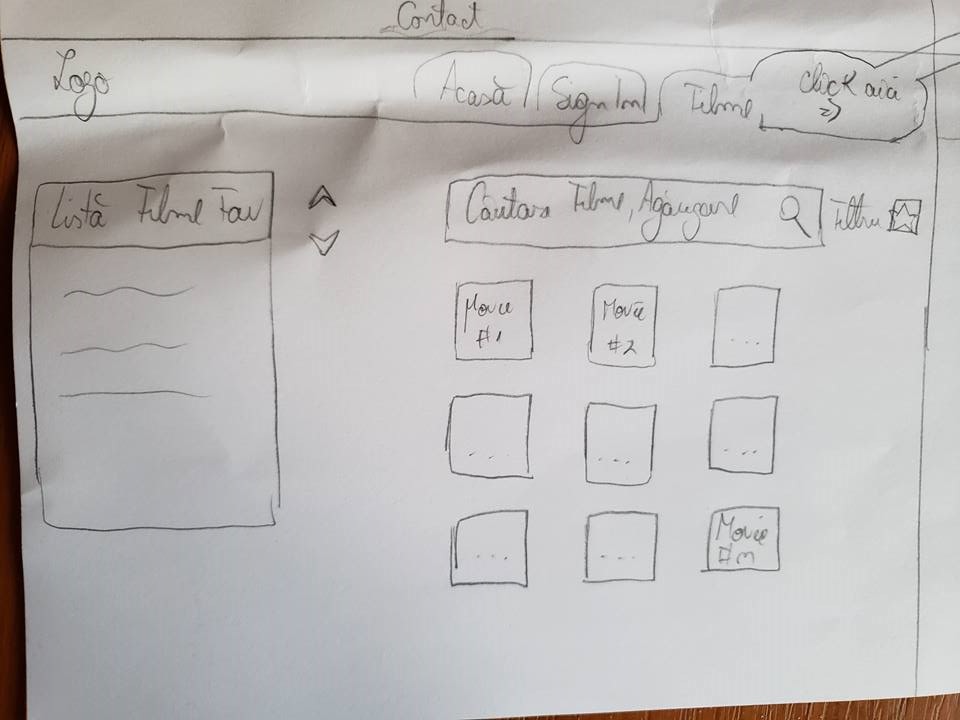 Contact
Logo
Acasă
Sign In
Filme
Click aici
=>
Listă Filme Fav
Căutare Filme, Adăugare
Filtru
Movie
#1
Movie
#2
...
...
...
...
...
...
Movie
#n